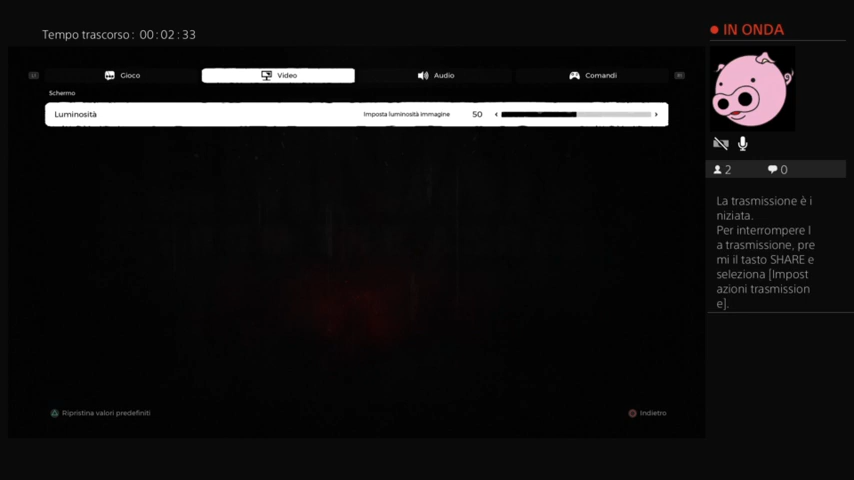 Tempo trascorso: 00:02:33
IN ONDA
Gioco
Video
Audio
Comandi
Schermo
Luminosità
Imposta luminosità immagine
50
2
0
La trasmissione è i
niziata.
Per interrompere l
a trasmissione, pre
mi il tasto SHARE e
seleziona [Impost
azioni trasmission
e].
Ripristina valori predefiniti
Indietro